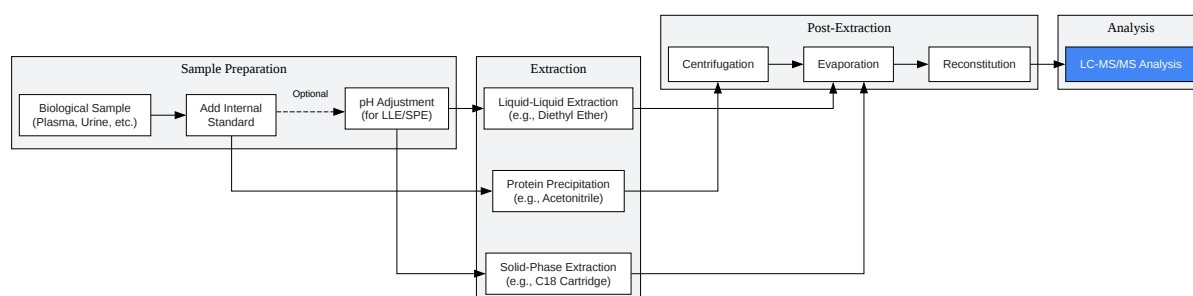 Sample Preparation
Biological Sample
(Plasma, Urine, etc.)
Add Internal
Standard
Optional
pH Adjustment
(for LLE/SPE)
Extraction
Liquid-Liquid Extraction
(e.g., Diethyl Ether)
Protein Precipitation
(e.g., Acetonitrile)
Solid-Phase Extraction
(e.g., C18 Cartridge)
Post-Extraction
Centrifugation
Evaporation
Reconstitution
Analysis
LC-MS/MS Analysis